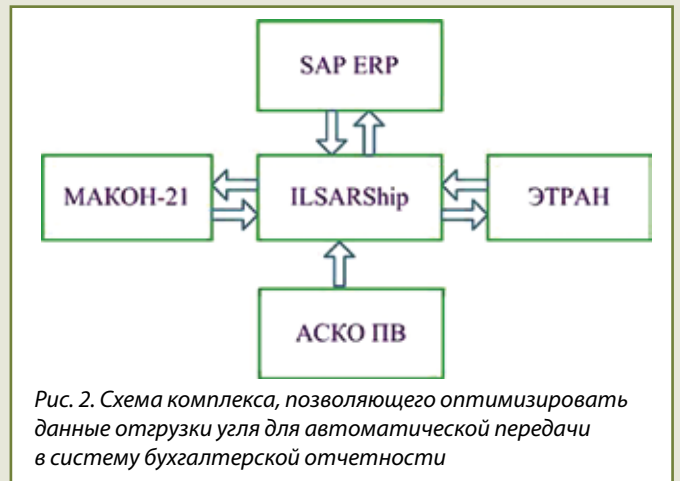 SAP ERP
МАКОН-21
ILSARShip
ЭТРАН
АСКО ПВ
Рис. 2. Схема комплекса, позволяющего оптимизировать
данные отгрузки угля для автоматической передачи
в систему бухгалтерской отчетности